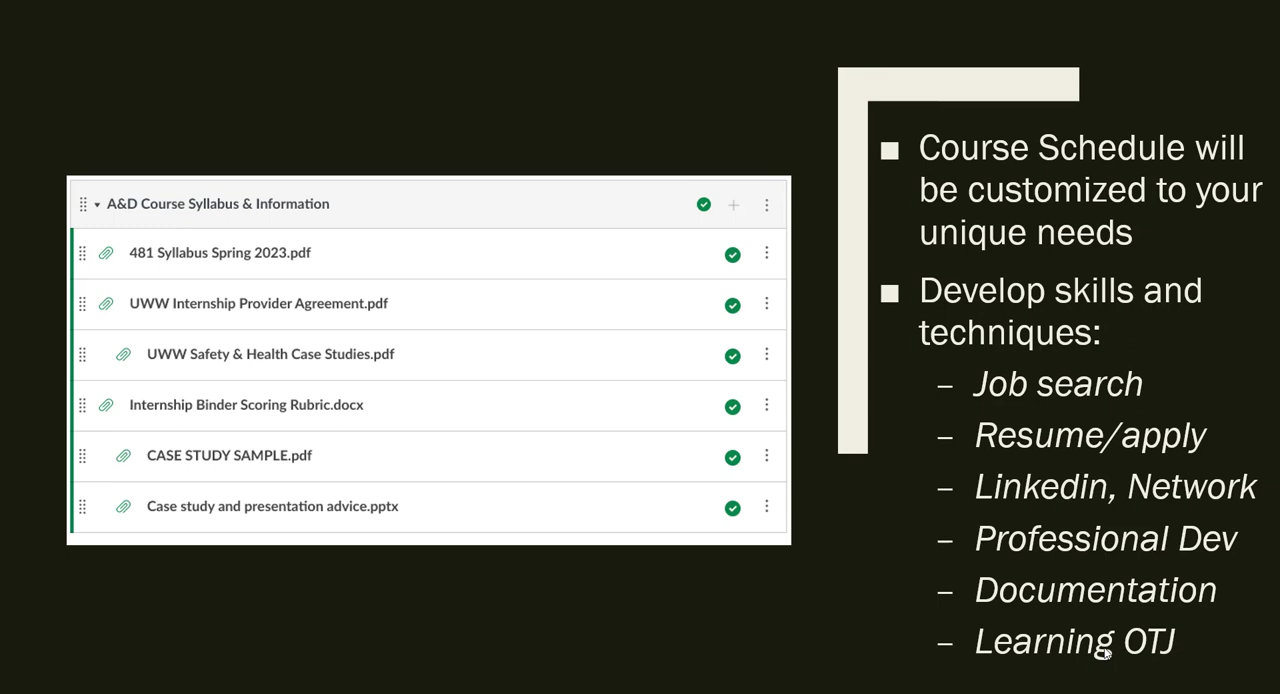 A&D Course Syllabus & Information
481 Syllabus Spring 2023.pdf
UWW Internship Provider Agreement.pdf
UWW Safety & Health Case Studies.pdf
Internship Binder Scoring Rubric.docx
CASE STUDY SAMPLE.pdf
Case study and presentation advice.pptx
■ Course Schedule will
be customized to your
unique needs
■ Develop skills and
techniques:
– Job search
– Resume/apply
– Linkedin, Network
– Professional Dev
– Documentation
– Learning OTJ